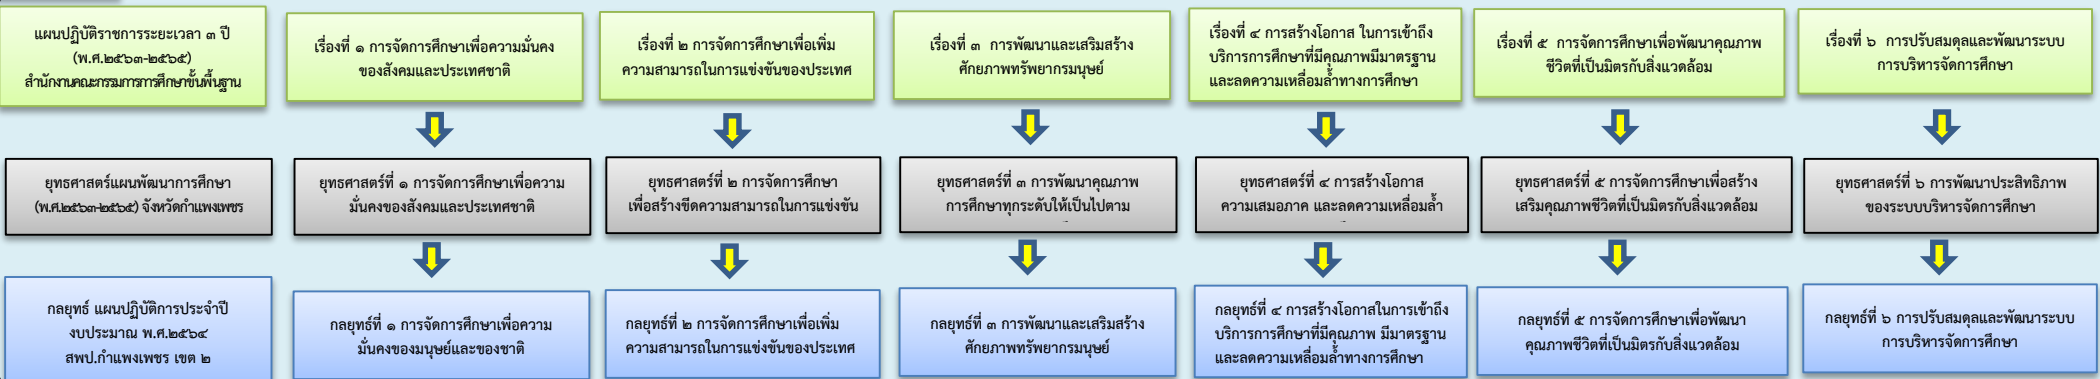 แผนปฏิบัติราชการระยะเวลา ๓ ปี
(พ.ศ.๒๕๖๓-๒๕๖๕)
สำนักงานคณะกรรมการการศึกษาขั้นพื้นฐาน
เรื่องที่ ๑ การจัดการศึกษาเพื่อความมั่นคง
ของสังคมและประเทศชาติ
เรื่องที่ ๒ การจัดการศึกษาเพื่อเพิ่ม
ความสามารถในการแข่งขันของประเทศ
เรื่องที่ ๓ การพัฒนาและเสริมสร้าง
ศักยภาพทรัพยากรมนุษย์
เรื่องที่ ๔ การสร้างโอกาส ในการเข้าถึง
บริการการศึกษาที่มีคุณภาพมีมาตรฐาน
และลดความเหลื่อมล้ำทางการศึกษา
เรื่องที่ ๕ การจัดการศึกษาเพื่อพัฒนาคุณภาพ
ชีวิตที่เป็นมิตรกับสิ่งแวดล้อม
เรื่องที่ ๖ การปรับสมดุลและพัฒนาระบบ
การบริหารจัดการศึกษา
ยุทธศาสตร์แผนพัฒนาการศึกษา
(พ.ศ.๒๕๖๓-๒๕๖๕) จังหวัดกำแพงเพชร
ยุทธศาสตร์ที่ ๑ การจัดการศึกษาเพื่อความ
มั่นคงของสังคมและประเทศชาติ
ยุทธศาสตร์ที่ ๒ การจัดการศึกษา
เพื่อสร้างขีดความสามารถในการแข่งขัน
ยุทธศาสตร์ที่ ๓ การพัฒนาคุณภาพ
การศึกษาทุกระดับให้เป็นไปตาม
ยุทธศาสตร์ที่ ๔ การสร้างโอกาส
ความเสมอภาค และลดความเหลื่อมล้ำ
ยุทธศาสตร์ที่ ๕ การจัดการศึกษาเพื่อสร้าง
เสริมคุณภาพชีวิตที่เป็นมิตรกับสิ่งแวดล้อม
ยุทธศาสตร์ที่ ๖ การพัฒนาประสิทธิภาพ
ของระบบบริหารจัดการศึกษา
กลยุทธ์ แผนปฏิบัติการประจำปี
งบประมาณ พ.ศ.๒๕๖๔
สพป.กำแพงเพชร เขต ๒
กลยุทธ์ที่ ๑ การจัดการศึกษาเพื่อความ
มั่นคงของมนุษย์และของชาติ
กลยุทธ์ที่ ๒ การจัดการศึกษาเพื่อเพิ่ม
ความสามารถในการแข่งขันของประเทศ
กลยุทธ์ที่ ๓ การพัฒนาและเสริมสร้าง
ศักยภาพทรัพยากรมนุษย์
กลยุทธ์ที่ ๔ การสร้างโอกาสในการเข้าถึง
บริการการศึกษาที่มีคุณภาพ มีมาตรฐาน
และลดความเหลื่อมล้ำทางการศึกษา
กลยุทธ์ที่ ๕ การจัดการศึกษาเพื่อพัฒนา
คุณภาพชีวิตที่เป็นมิตรกับสิ่งแวดล้อม
กลยุทธ์ที่ ๖ การปรับสมดุลและพัฒนาระบบ
การบริหารจัดการศึกษา